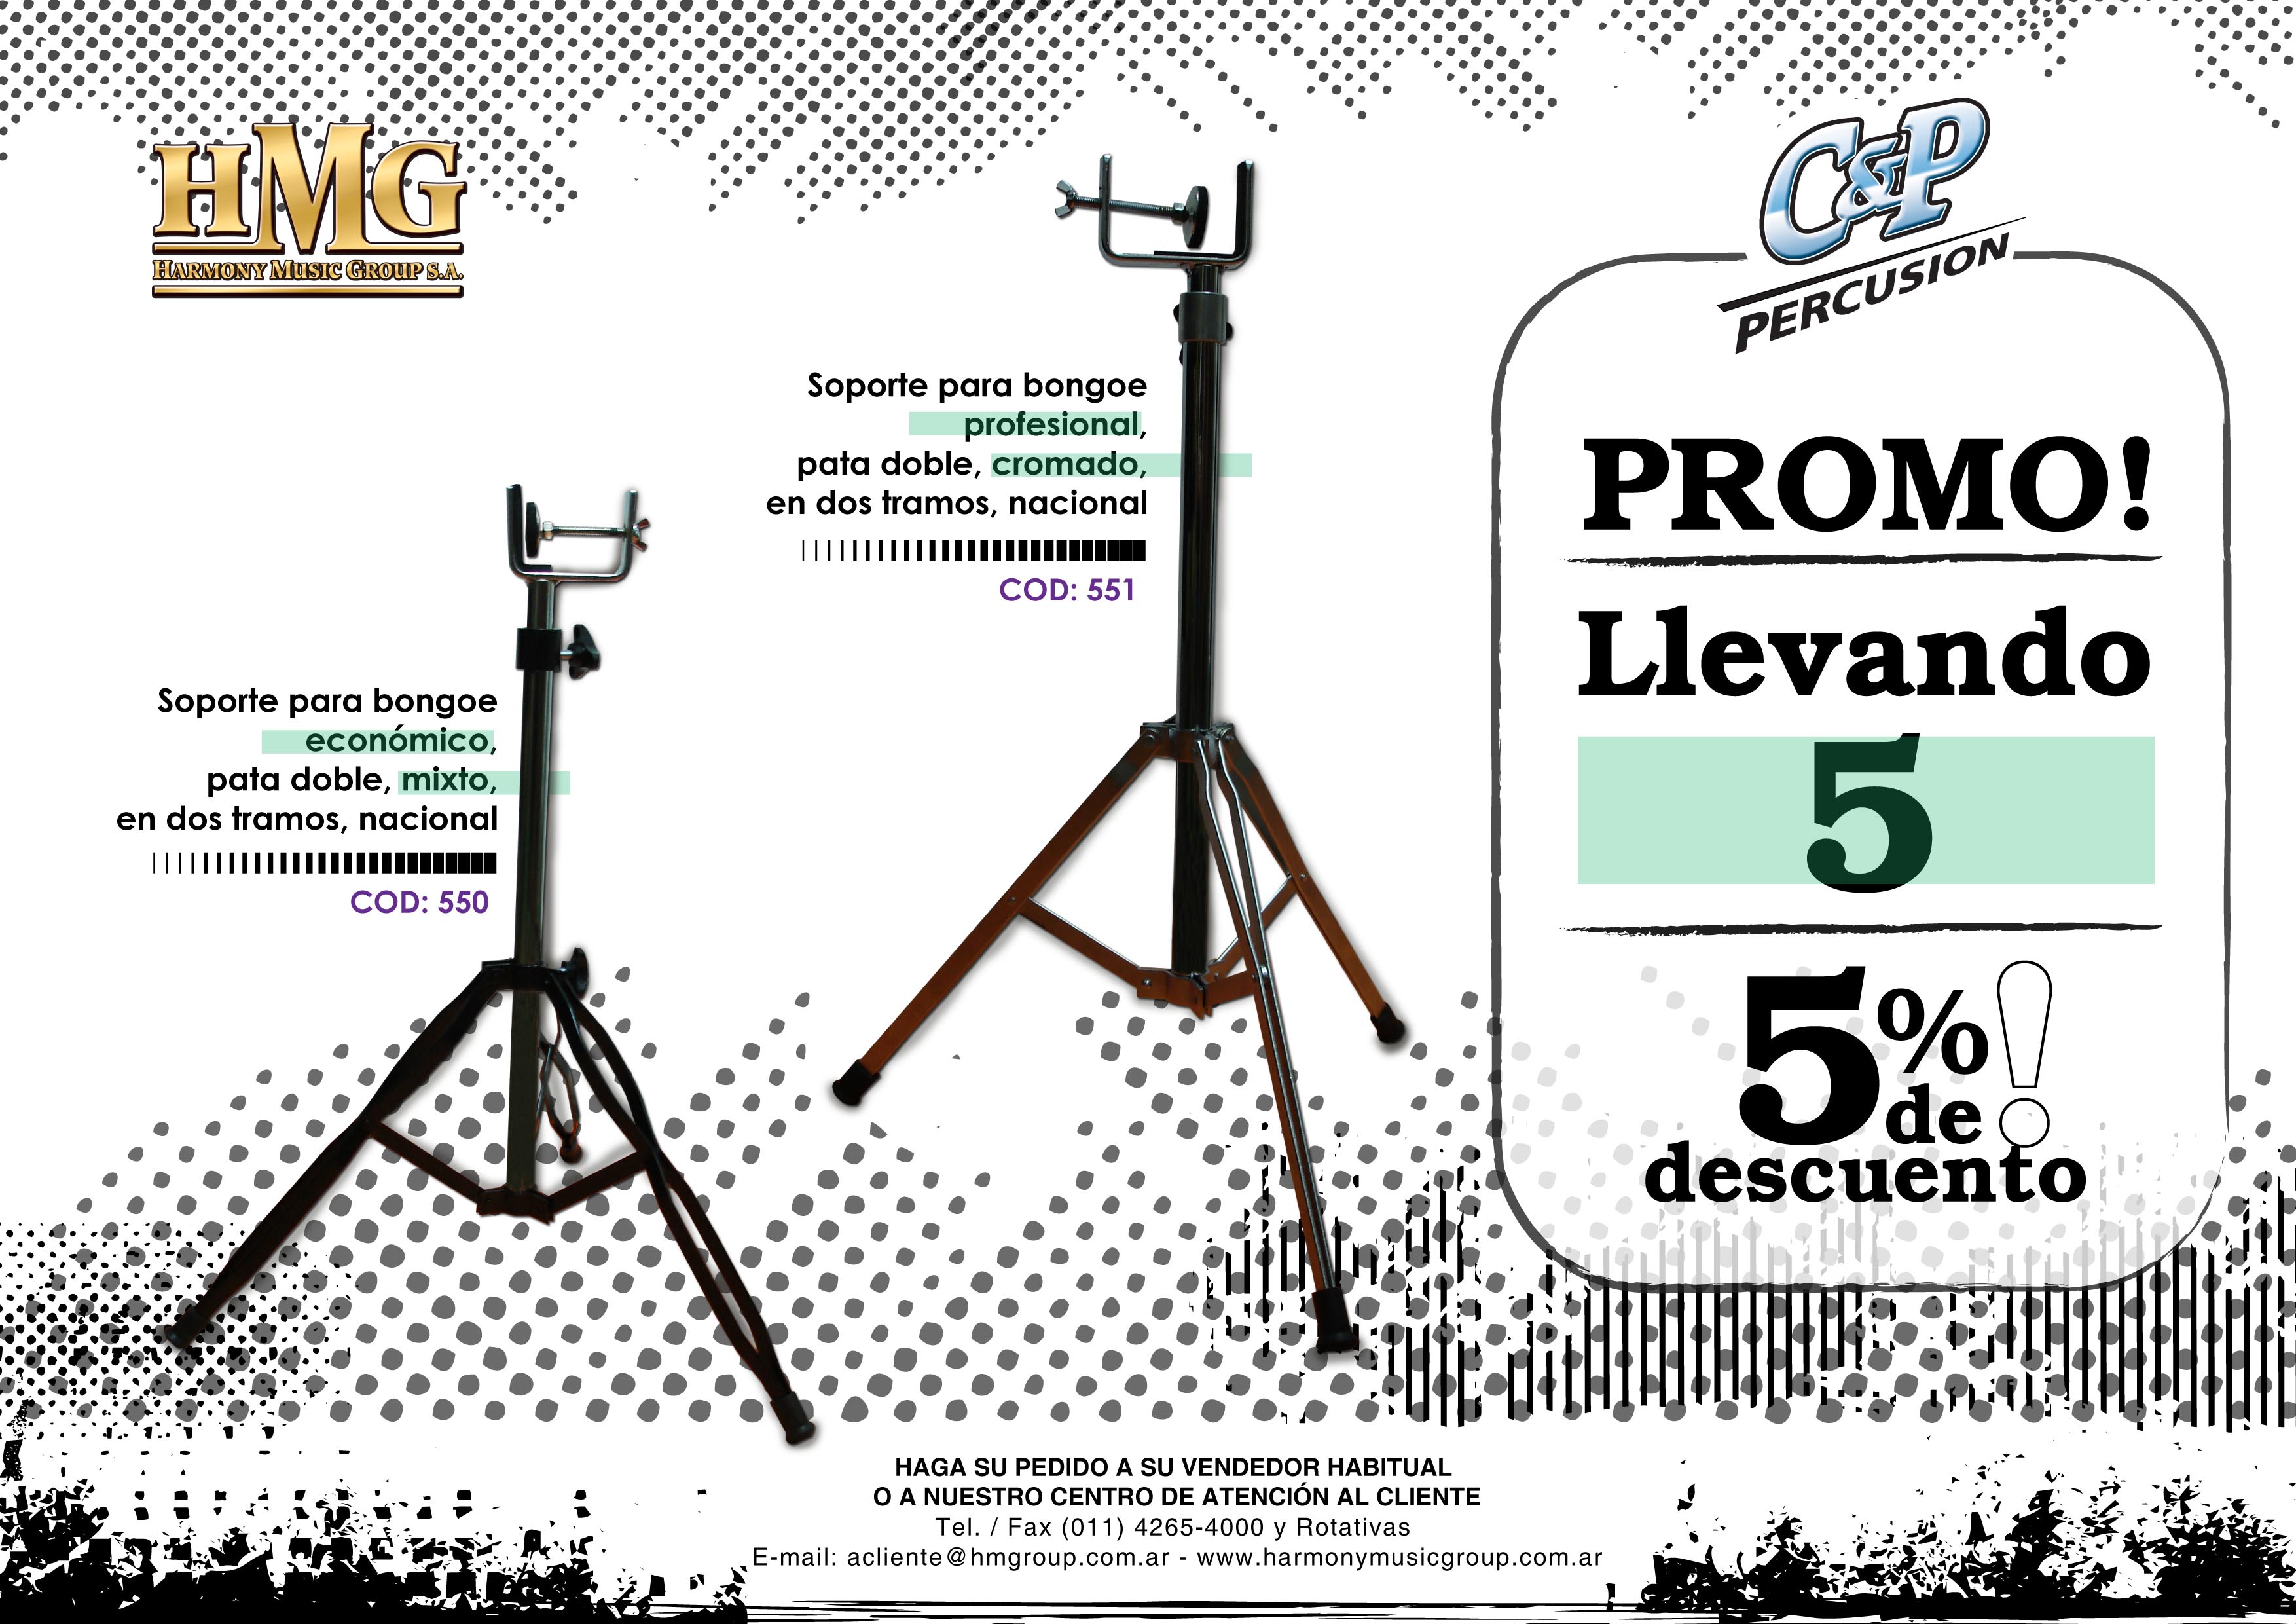 HMG
HARMONY MUSIC GROUP S.A.
Soporte para bongoe
económico,
pata doble, mixto,
en dos tramos, nacional
COD: 550
Soporte para bongoe
profesional,
pata doble, cromado,
en dos tramos, nacional
COD: 551
C&P
PERCUSION
PROMO!
Llevando
5
5%!
de
descuento
HAGA SU PEDIDO A SU VENDEDOR HABITUAL
O A NUESTRO CENTRO DE ATENCIÓN AL CLIENTE
Tel. / Fax (011) 4265-4000 y Rotativas
E-mail: acliente@hmgroup.com.ar - www.harmonymusicgroup.com.ar